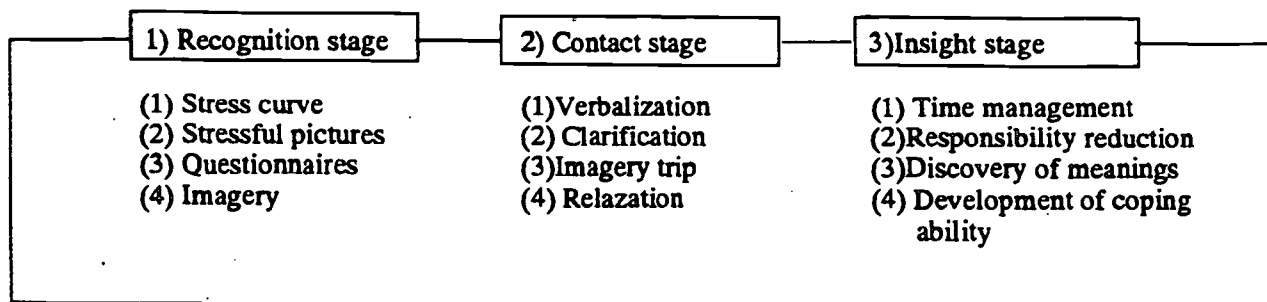 1) Recognition stage
(1) Stress curve
(2) Stressful pictures
(3) Questionnaires
(4) Imagery
2) Contact stage
(1)Verbalization
(2) Clarification
(3)Imagery trip
(4) Relazation
3)Insight stage
(1) Time management
(2)Responsibility reduction
(3)Discovery of meanings
(4) Development of coping
ability